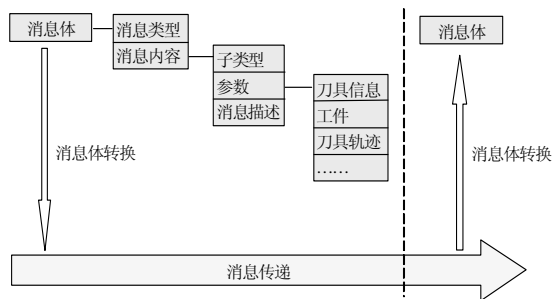 消息体
消息类型
消息内容
子类型
参数
消息描述
刀具信息
工件
刀具轨迹
……
消息体
消息体转换
消息体转换
消息传递